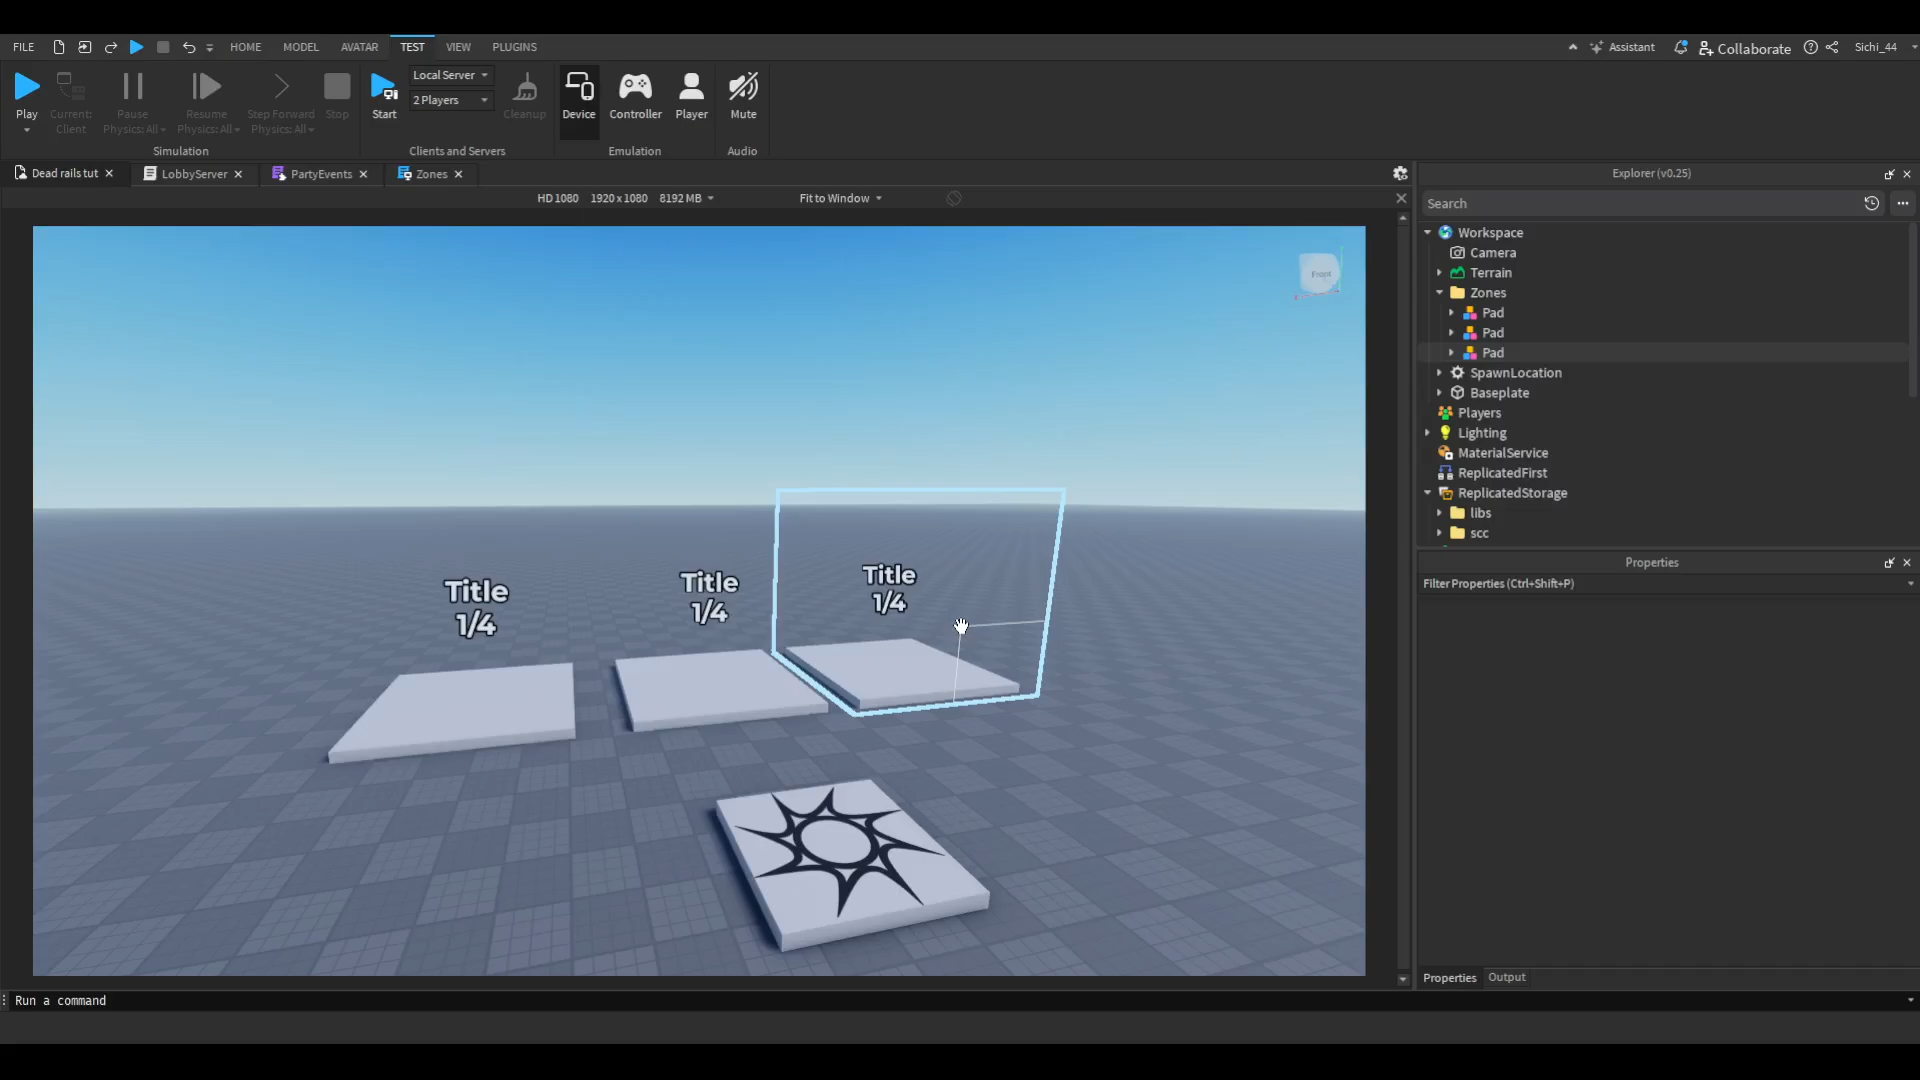 FILE HOME MODEL AVATAR TEST VIEW PLUGINS Assistant Collaborate Sichi_44
Play Current: Client Pause Physics: All Resume Physics: All Step Forward Physics: All Stop Start Local Server 2 Players Cleanup Device Controller Player Mute
Simulation Clients and Servers Emulation Audio
Dead rails tut LobbyServer PartyEvents Zones
HD 1080 1920 x 1080 8192 MB Fit to Window
Front
Title
1/4
Title
1/4
Title
1/4
Explorer (v0.25)
Search
Workspace
Camera
Terrain
Zones
Pad
Pad
Pad
SpawnLocation
Baseplate
Players
Lighting
MaterialService
ReplicatedFirst
ReplicatedStorage
libs
scc
Properties
Filter Properties (Ctrl+Shift+P)
Properties Output
Run a command